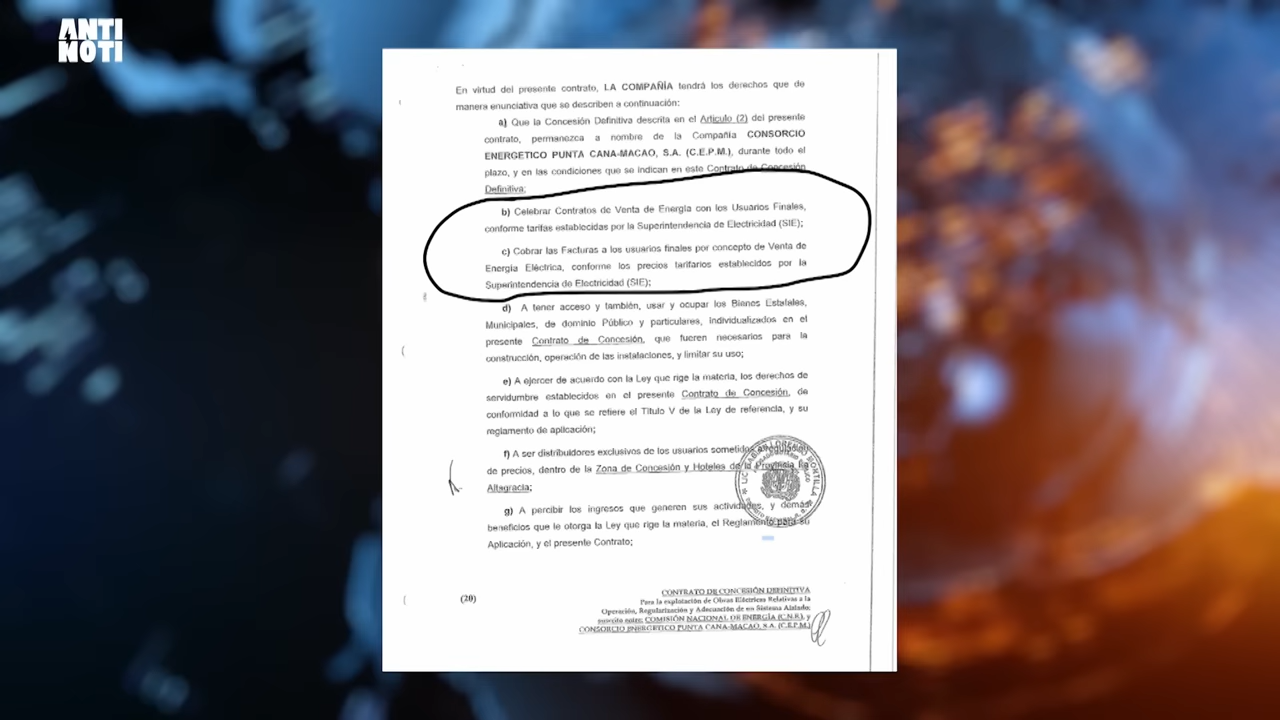 ANTI
NOTI
En virtud del presente contrato, LA COMPAÑÍA tendrá los derechos que de
manera enunciativa que se describen a continuación:
a) Que la Concesión Definitiva descrita en el Artículo (2) del presente
contrato, permanezca a nombre de la Compañía CONSORCIO
ENERGETICO PUNTA CANA-MACAO, S.A. (C.E.P.M.), durante todo el
plazo, y en las condiciones que se indican en este Contrato de Concesión
Definitiva;
b) Celebrar Contratos de Venta de Energía con los Usuarios Finales,
conforme tarifas establecidas por la Superintendencia de Electricidad (SIE);
c) Cobrar las Facturas a los usuarios finales por concepto de Venta de
Energía Eléctrica, conforme los precios tarifarios establecidos por la
Superintendencia de Electricidad (SIE);
d) A tener acceso y también, usar y ocupar los Bienes Estatales,
Municipales, de dominio Público y particulares, individualizados en el
presente Contrato de Concesión, que fueren necesarios para la
construcción, operación de las instalaciones, y limitar su uso;
e) A ejercer de acuerdo con la Ley que rige la materia, los derechos de
servidumbre establecidos en el presente Contrato de Concesión, de
conformidad a lo que se refiere el Titulo V de la Ley de referencia, y su
reglamento de aplicación;
f) A ser distribuidores exclusivos de los usuarios sometidos a regulación
de precios, dentro de la Zona de Concesión y Hoteles de la Provincia La
Altagracia;
g) A percibir los ingresos que generen sus actividades, y demás
beneficios que le otorga la Ley que rige la materia, el Reglamento para su
Aplicación, y el presente Contrato;
(20)
CONTRATO DE CONCESIÓN DEFINITIVA
Para la explotación de Obras Eléctricas Relativas a la
Operación, Regularización y Adecuación de un Sistema Aislado;
suscrito entre: COMISIÓN NACIONAL DE ENERGÍA (C.N.E.), y
CONSORCIO ENERGETICO PUNTA CANA-MACAO, S.A. (C.E.P.M.)